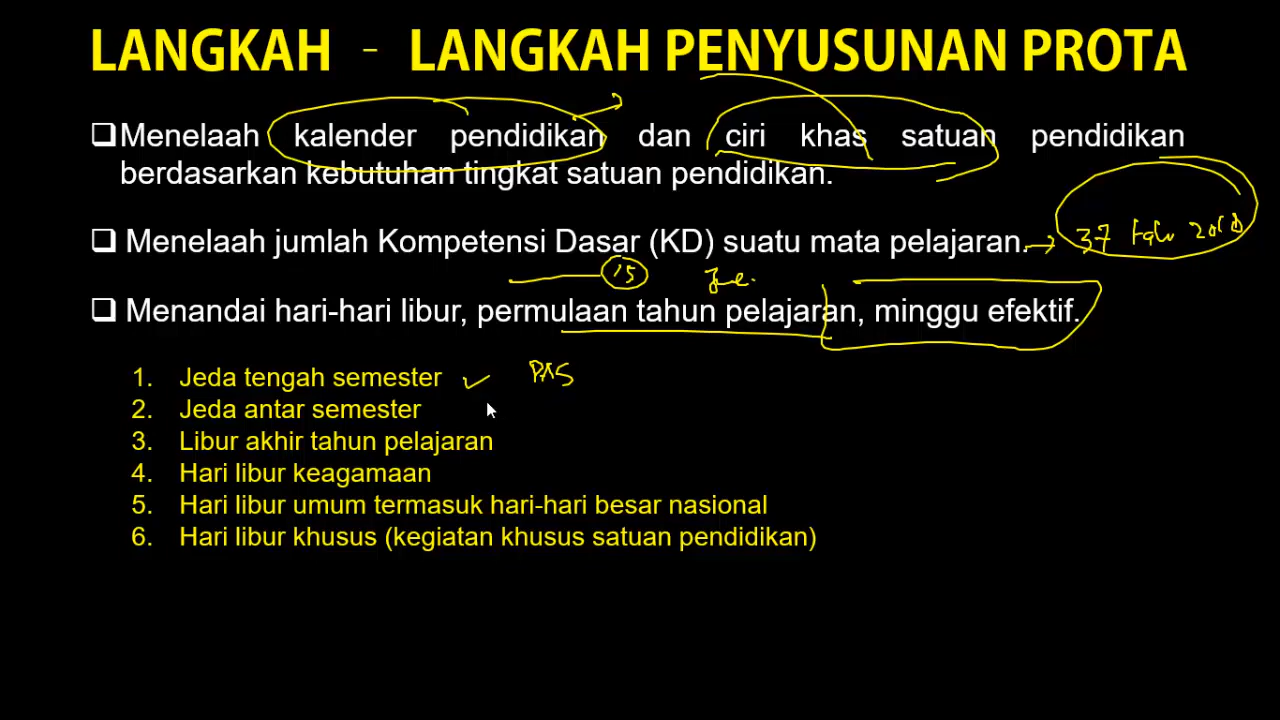 LANGKAH - LANGKAH PENYUSUNAN PROTA
❑Menelaah kalender pendidikan dan ciri khas satuan pendidikan
berdasarkan kebutuhan tingkat satuan pendidikan.
❑ Menelaah jumlah Kompetensi Dasar (KD) suatu mata pelajaran.
37 2018
15
❑ Menandai hari-hari libur, permulaan tahun pelajaran, minggu efektif.
1. Jeda tengah semester PAS
2. Jeda antar semester
3. Libur akhir tahun pelajaran
4. Hari libur keagamaan
5. Hari libur umum termasuk hari-hari besar nasional
6. Hari libur khusus (kegiatan khusus satuan pendidikan)